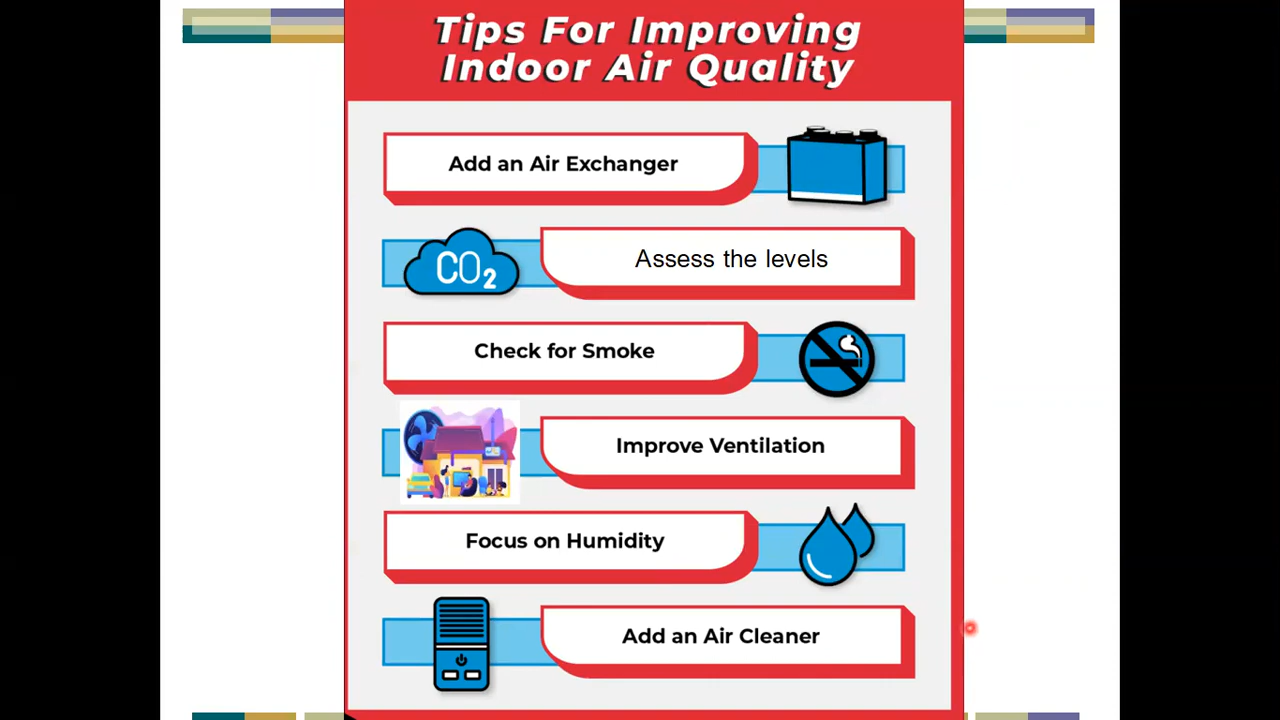 Tips For Improving
Indoor Air Quality
Add an Air Exchanger
CO2
Assess the levels
Check for Smoke
Improve Ventilation
Focus on Humidity
Add an Air Cleaner